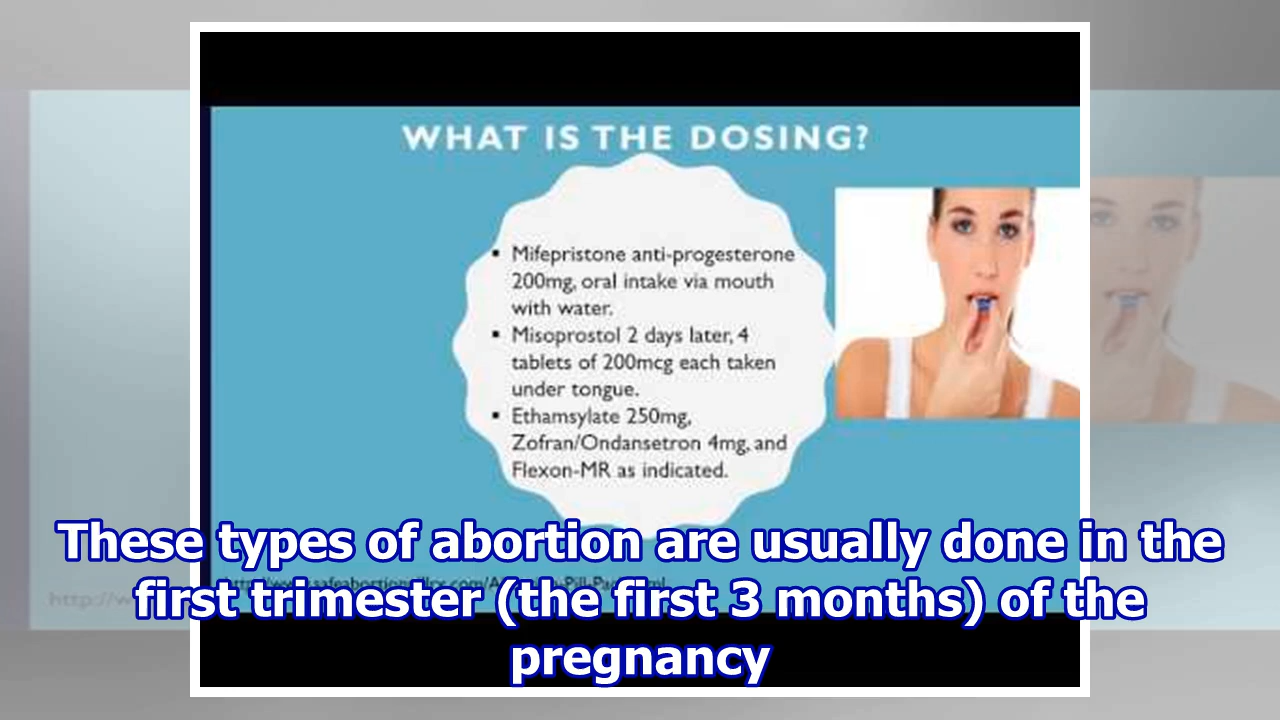 WHAT IS THE DOSING?
▪ Mifepristone anti-progesterone
200mg, oral intake via mouth
with water.
▪ Misoprostol 2 days later, 4
tablets of 200mcg each taken
under tongue.
▪ Ethamsylate 250mg,
Zofran/Ondansetron 4mg, and
Flexon-MR as indicated.
These types of abortion are usually done in the
first trimester (the first 3 months) of the
pregnancy